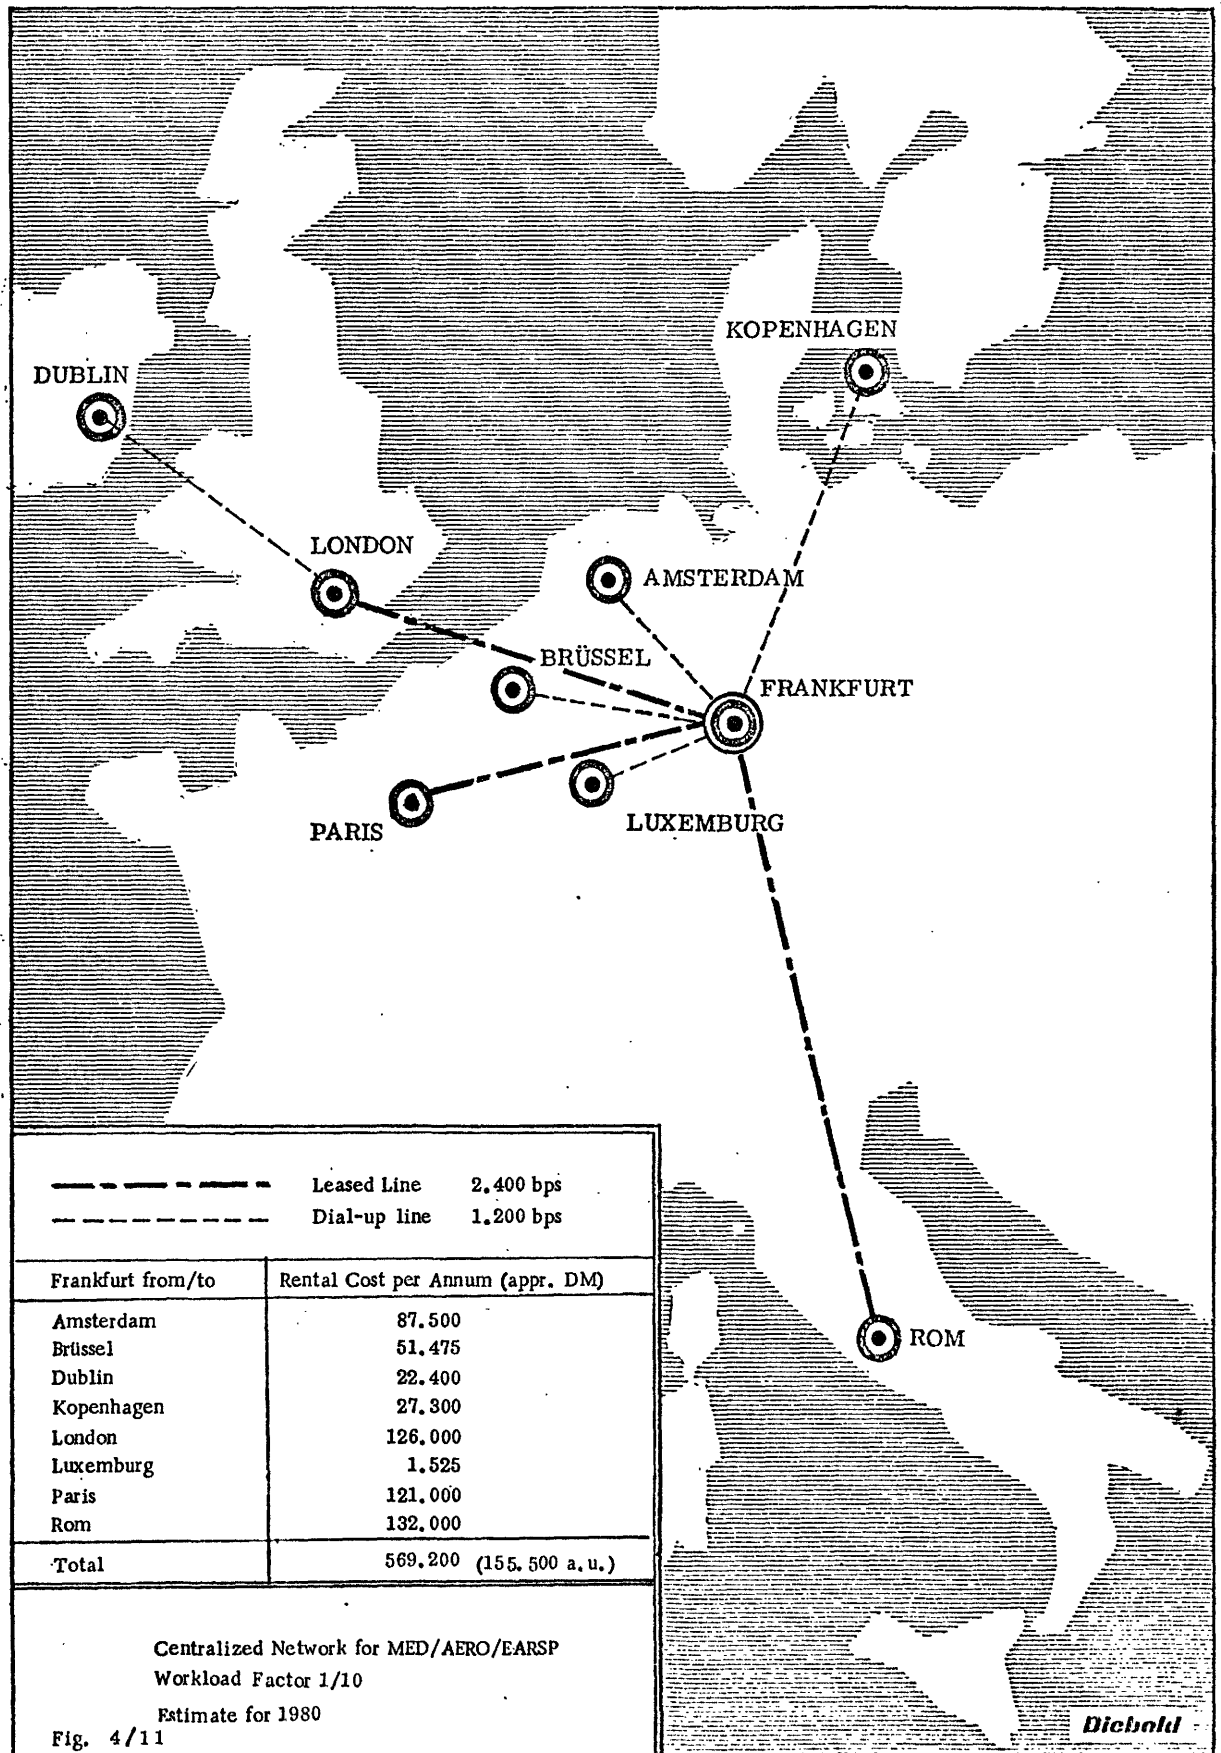 KOPENHAGEN
DUBLIN
LONDON
AMSTERDAM
BRÜSSEL
FRANKFURT
PARIS
LUXEMBURG
ROM
Leased Line 2.400 bps
Dial-up line 1.200 bps
Frankfurt from/to Rental Cost per Annum (appr. DM)
Amsterdam 87.500
Brüssel 51.475
Dublin 22.400
Kopenhagen 27.300
London 126.000
Luxemburg 1.525
Paris 121.000
Rom 132.000
Total 569.200 (155.500 a.u.)
Centralized Network for MED/AERO/EARSP
Workload Factor 1/10
Estimate for 1980
Fig. 4/11
Diebold